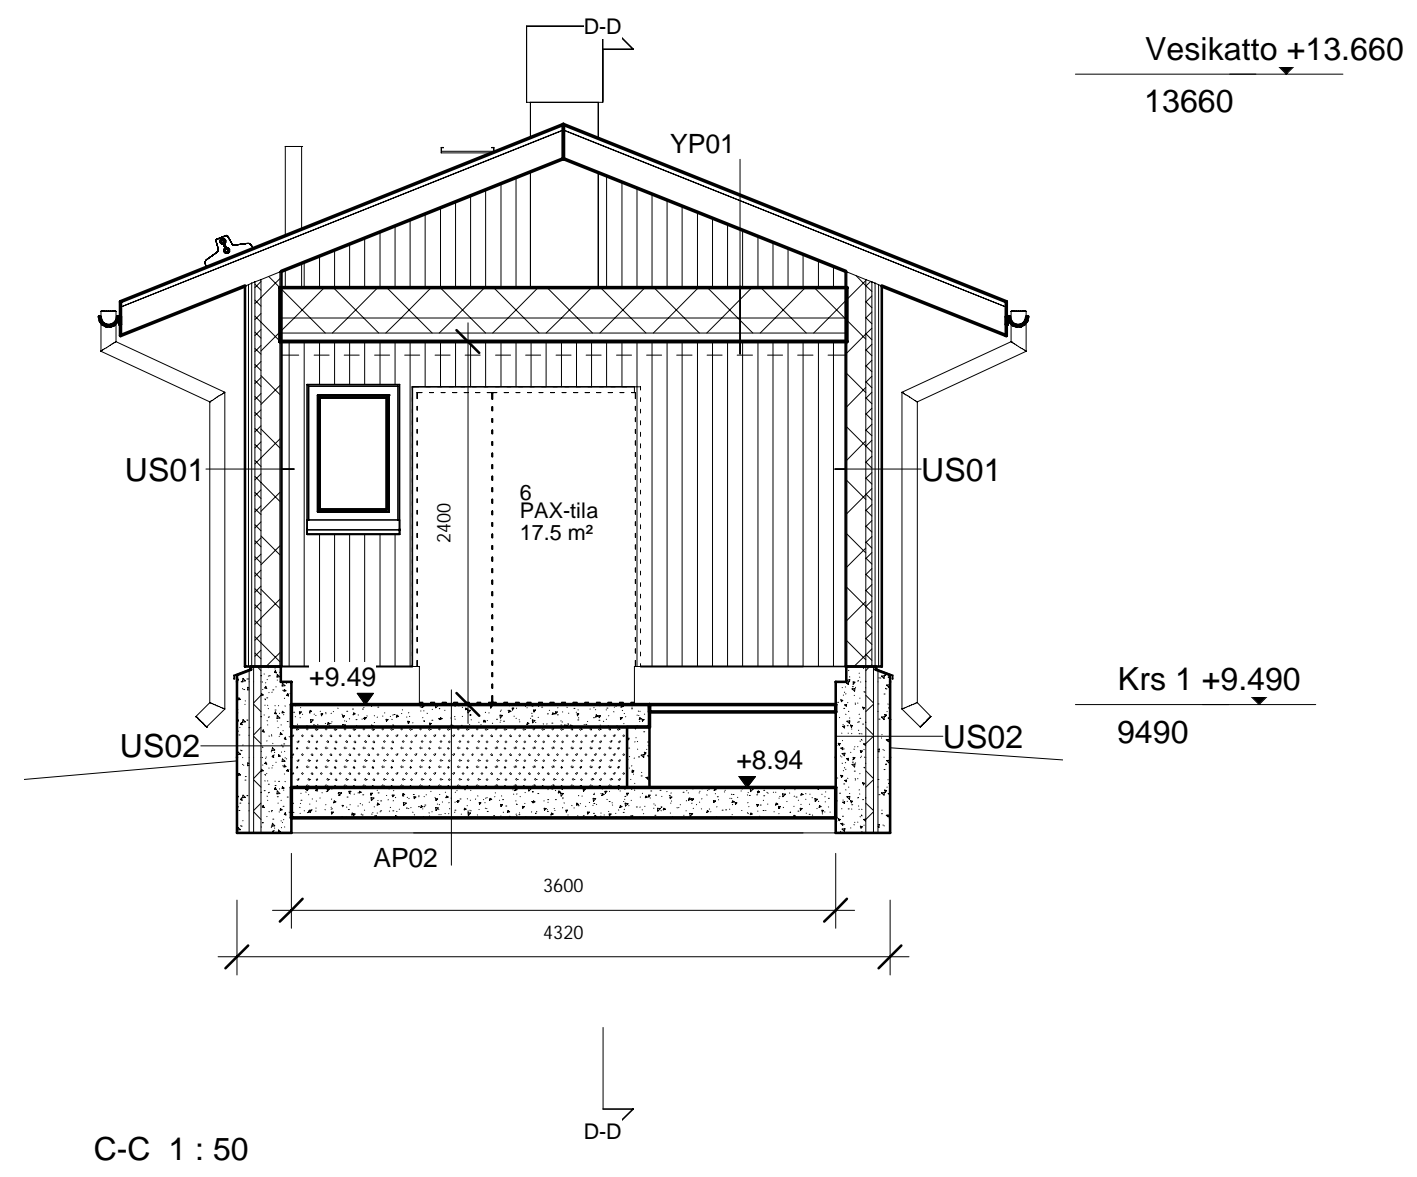 D-D
Vesikatto +13.660
13660
YP01
US01
US01
6
PAX-tila
17.5 m²
2400
+9.49
Krs 1 +9.490
9490
US02
US02
+8.94
AP02
3600
4320
D-D
C-C 1 : 50